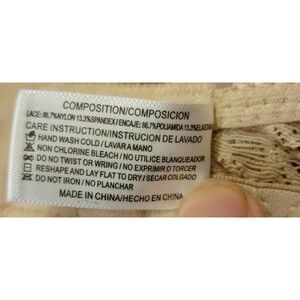 COMPOSITION/COMPOSICION
LACE: 86.7%NYLON 13.3%SPANDEX/ ENCAJE: 86.7%POLIAMIDA 13.3%ELASTAN
CARE INSTRUCTION/INSTRUCION DE LAVADO
HAND WASH COLD/ LAVAR A MANO
NON CHLORINE BLEACH / NO UTILICE BLANQUEADOR
DO NOT TWIST OR WRING / NO EXPRIMIR O TORCER
RESHAPE AND LAY FLAT TO DRY / SECAR COLGADO
DO NOT IRON / NO PLANCHAR
MADE IN CHINA/HECHO EN CHINA